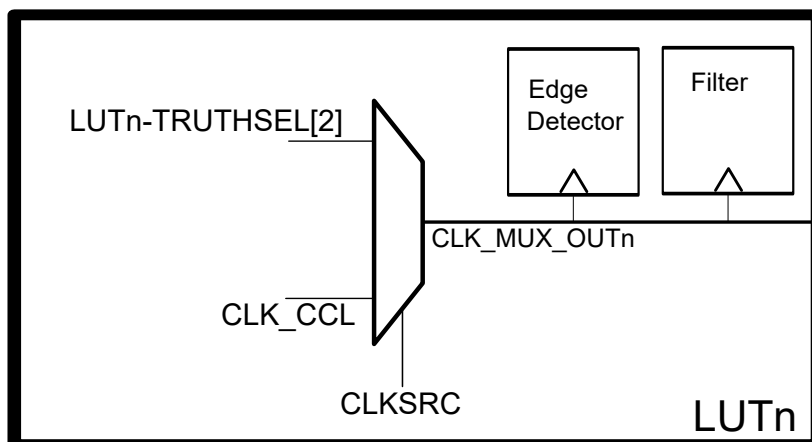 Edge
Detector
Filter
LUTn-TRUTHSEL[2]
CLK_MUX_OUTn
CLK_CCL
CLKSRC
LUTn